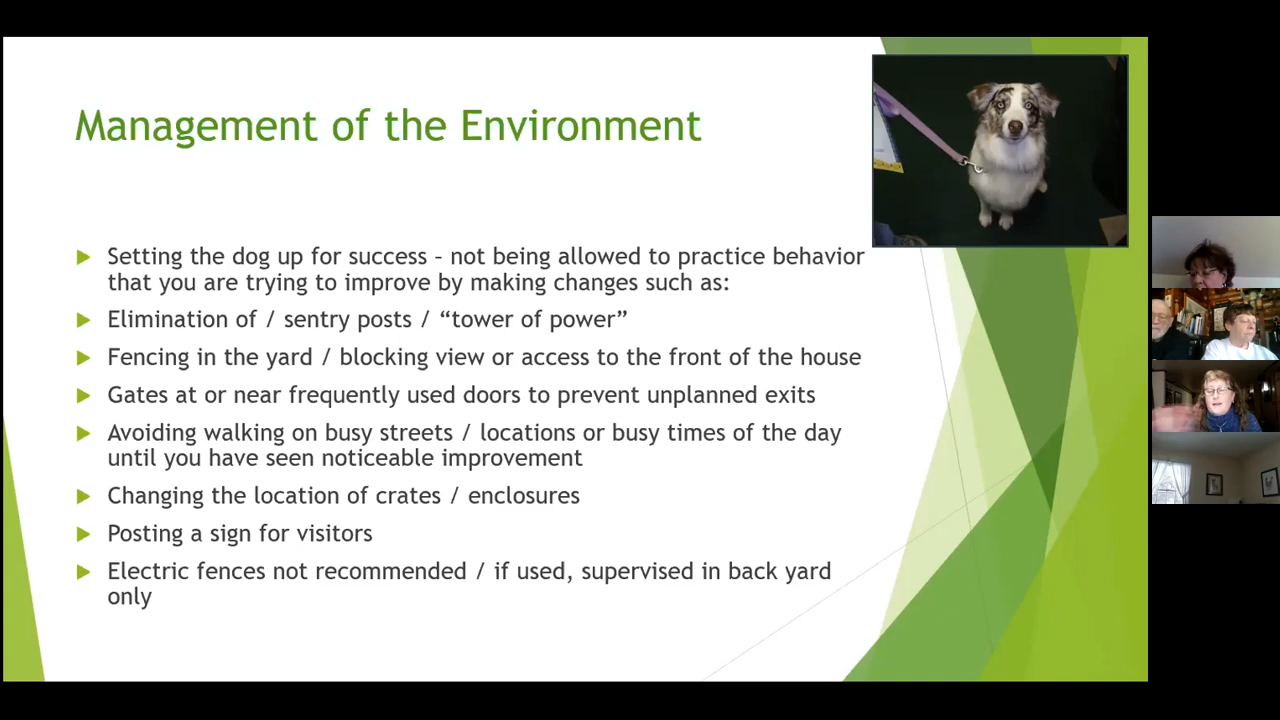 Management of the Environment
Setting the dog up for success – not being allowed to practice behavior
that you are trying to improve by making changes such as:
Elimination of / sentry posts / “tower of power”
Fencing in the yard / blocking view or access to the front of the house
Gates at or near frequently used doors to prevent unplanned exits
Avoiding walking on busy streets / locations or busy times of the day
until you have seen noticeable improvement
Changing the location of crates / enclosures
Posting a sign for visitors
Electric fences not recommended / if used, supervised in back yard
only